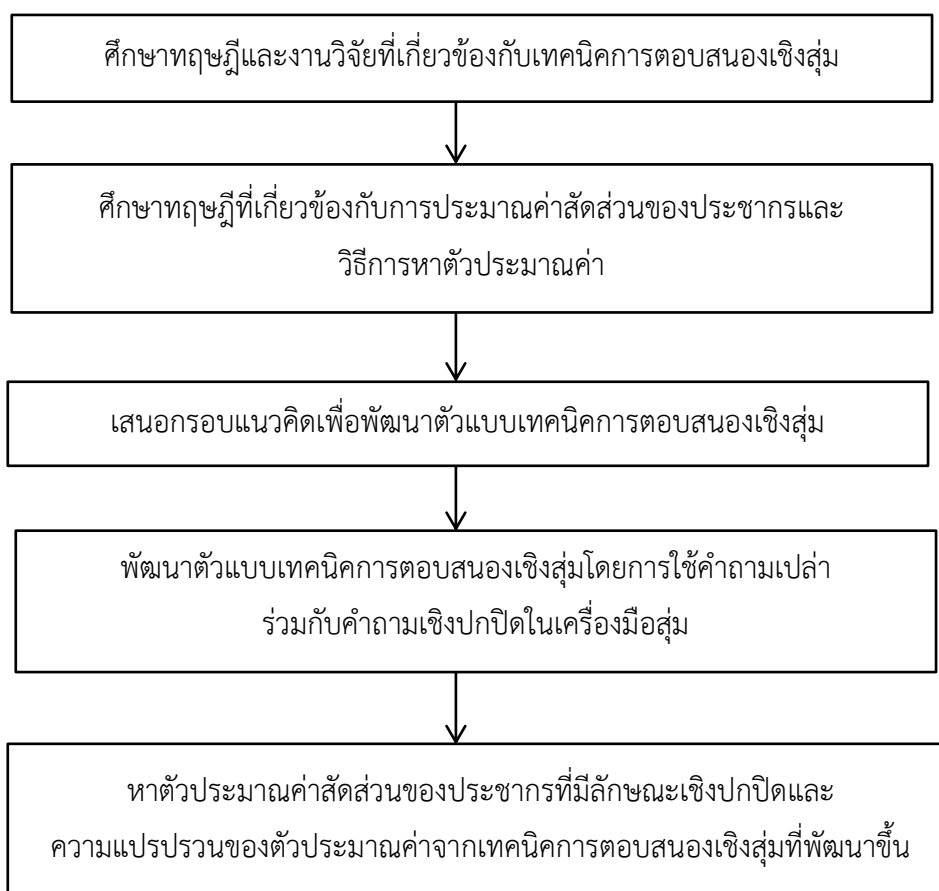 ศึกษาทฤษฎีและงานวิจัยที่เกี่ยวข้องกับเทคนิคการตอบสนองเชิงสุ่ม
ศึกษาทฤษฎีที่เกี่ยวข้องกับการประมาณค่าสัดส่วนของประชากรและ
วิธีการหาตัวประมาณค่า
เสนอกรอบแนวคิดเพื่อพัฒนาตัวแบบเทคนิคการตอบสนองเชิงสุ่ม
พัฒนาตัวแบบเทคนิคการตอบสนองเชิงสุ่มโดยการใช้คำถามเปล่า
ร่วมกับคำถามเชิงปกปิดในเครื่องมือสุ่ม
หาตัวประมาณค่าสัดส่วนของประชากรที่มีลักษณะเชิงปกปิดและ
ความแปรปรวนของตัวประมาณค่าจากเทคนิคการตอบสนองเชิงสุ่มที่พัฒนาขึ้น